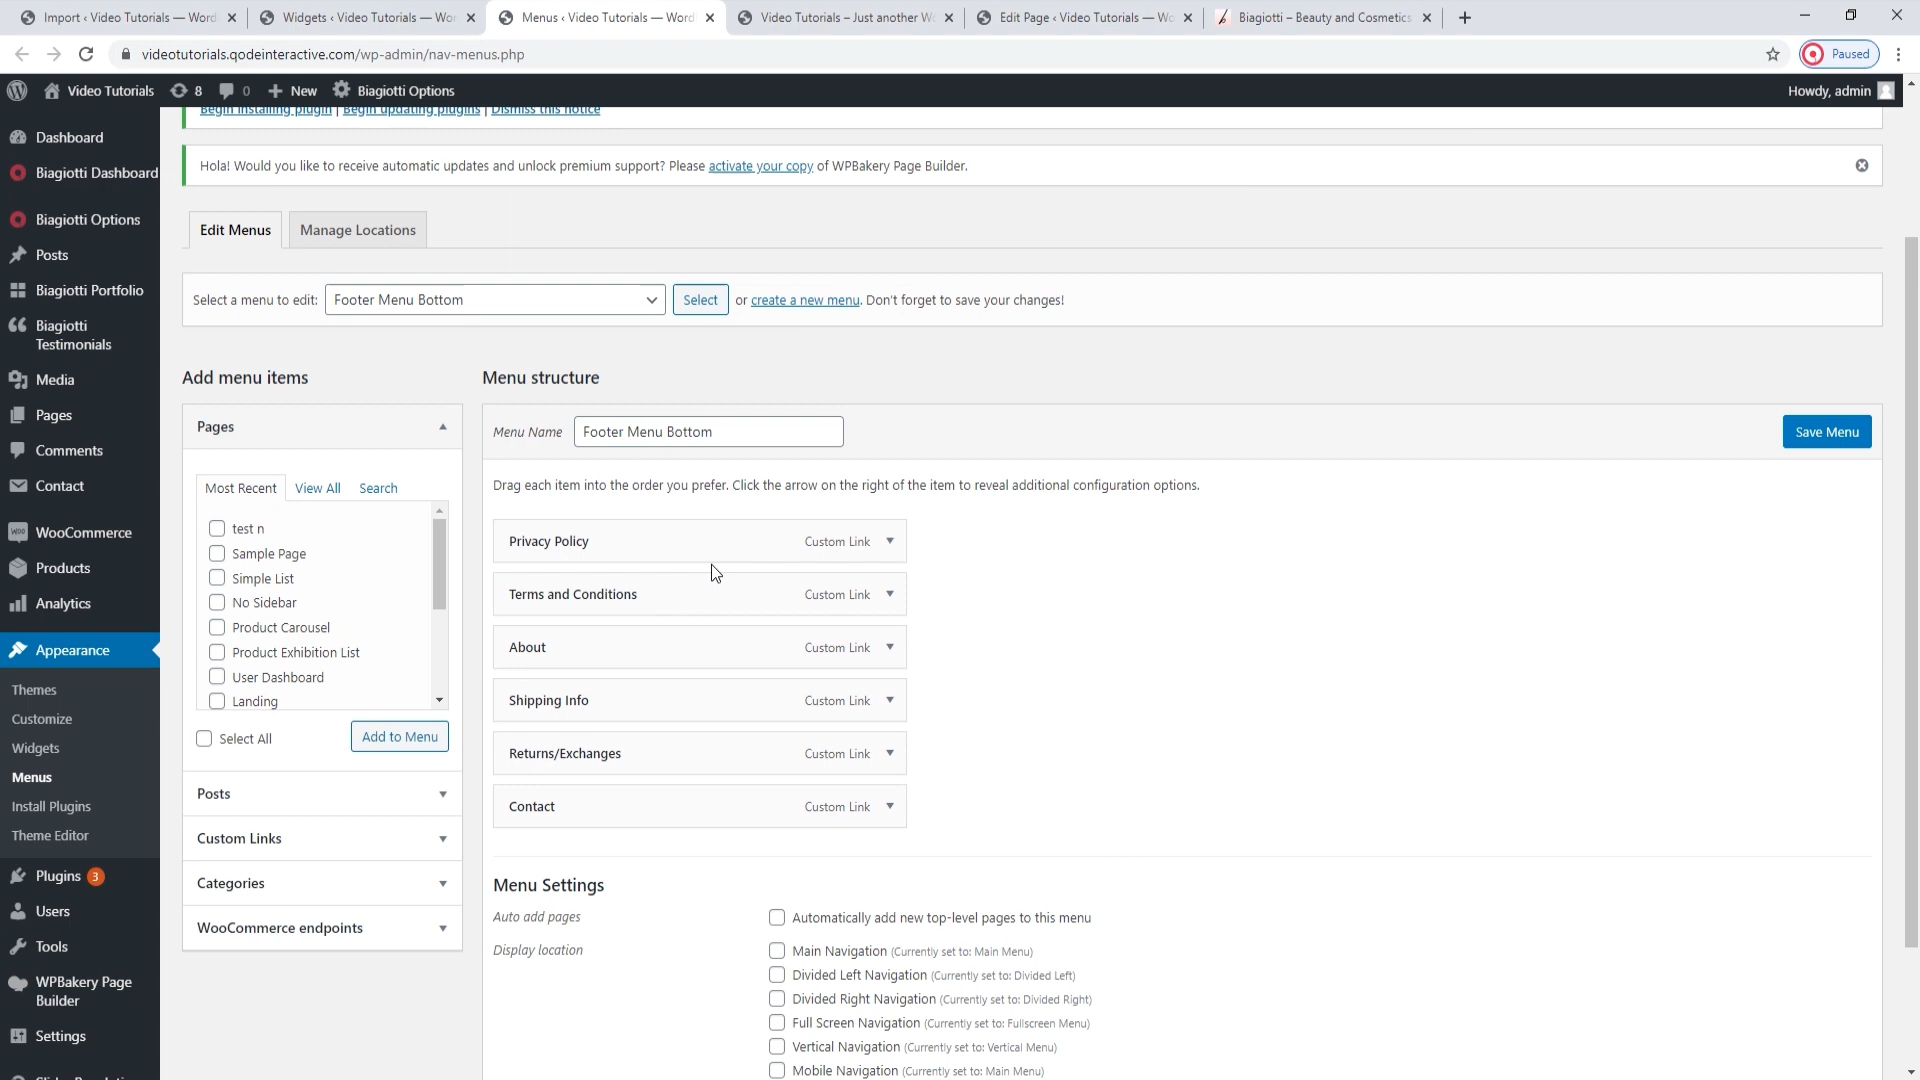 Import ‹ Video Tutorials — Word
Widgets ‹ Video Tutorials — Wor
Menus ‹ Video Tutorials — Word
Video Tutorials – Just another W
Edit Page ‹ Video Tutorials — Wo
Biagiotti – Beauty and Cosmetics
videotutorials.qodeinteractive.com/wp-admin/nav-menus.php
Paused
Video Tutorials
8
0
New
Biagiotti Options
Howdy, admin
Begin installing plugin | Begin updating plugins | Dismiss this notice
Hola! Would you like to receive automatic updates and unlock premium support? Please activate your copy of WPBakery Page Builder.
Dashboard
Biagiotti Dashboard
Biagiotti Options
Posts
Biagiotti Portfolio
Biagiotti
Testimonials
Media
Pages
Comments
Contact
WooCommerce
Products
Analytics
Appearance
Themes
Customize
Widgets
Menus
Install Plugins
Theme Editor
Plugins 3
Users
Tools
WPBakery Page
Builder
Settings
Edit Menus
Manage Locations
Select a menu to edit: Footer Menu Bottom Select or create a new menu. Don't forget to save your changes!
Add menu items
Pages
Most Recent View All Search
test n
Sample Page
Simple List
No Sidebar
Product Carousel
Product Exhibition List
User Dashboard
Landing
Select All
Add to Menu
Posts
Custom Links
Categories
WooCommerce endpoints
Menu structure
Menu Name Footer Menu Bottom
Save Menu
Drag each item into the order you prefer. Click the arrow on the right of the item to reveal additional configuration options.
Privacy Policy Custom Link
Terms and Conditions Custom Link
About Custom Link
Shipping Info Custom Link
Returns/Exchanges Custom Link
Contact Custom Link
Menu Settings
Auto add pages
Automatically add new top-level pages to this menu
Display location
Main Navigation (Currently set to: Main Menu)
Divided Left Navigation (Currently set to: Divided Left)
Divided Right Navigation (Currently set to: Divided Right)
Full Screen Navigation (Currently set to: Fullscreen Menu)
Vertical Navigation (Currently set to: Vertical Menu)
Mobile Navigation (Currently set to: Main Menu)